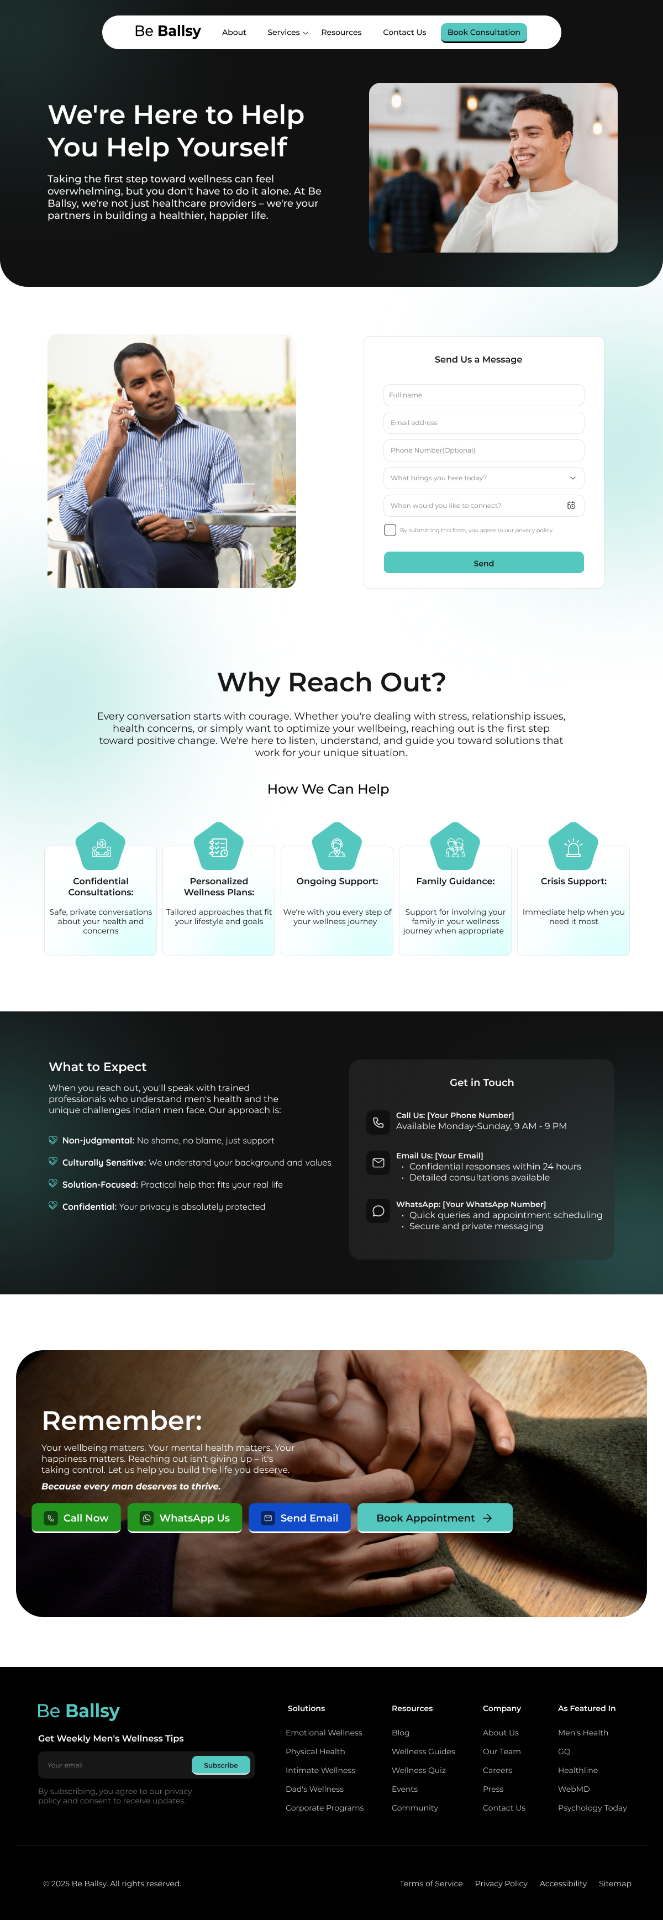 Be Ballsy
About
Services
Resources
Contact Us
Book Consultation
We're Here to Help
You Help Yourself
Taking the first step toward wellness can feel
overwhelming, but you don't have to do it alone. At Be
Ballsy, we're not just healthcare providers – we're your
partners in building a healthier, happier life.
Send Us a Message
Full name
Email address
Phone Number(Optional)
What brings you here today?
When would you like to connect?
By submitting this form, you agree to our privacy policy
Send
Why Reach Out?
Every conversation starts with courage. Whether you're dealing with stress, relationship issues,
health concerns, or simply want to optimize your wellbeing, reaching out is the first step
toward positive change. We're here to listen, understand, and guide you toward solutions that
work for your unique situation.
How We Can Help
Confidential
Consultations:
Safe, private conversations
about your health and
concerns
Personalized
Wellness Plans:
Tailored approaches that fit
your lifestyle and goals
Ongoing Support:
We're with you every step of
your wellness journey
Family Guidance:
Support for involving your
family in your wellness
journey when appropriate
Crisis Support:
Immediate help when you
need it most
What to Expect
When you reach out, you'll speak with trained
professionals who understand men's health and the
unique challenges Indian men face. Our approach is:
Non-judgmental: No shame, no blame, just support
Culturally Sensitive: We understand your background and values
Solution-Focused: Practical help that fits your real life
Confidential: Your privacy is absolutely protected
Get in Touch
Call Us: [Your Phone Number]
Available Monday-Sunday, 9 AM - 9 PM
Email Us: [Your Email]
• Confidential responses within 24 hours
• Detailed consultations available
WhatsApp: [Your WhatsApp Number]
• Quick queries and appointment scheduling
• Secure and private messaging
Remember:
Your wellbeing matters. Your mental health matters. Your
happiness matters. Reaching out isn't giving up – it's
taking control. Let us help you build the life you deserve.
Because every man deserves to thrive.
Call Now
WhatsApp Us
Send Email
Book Appointment
Be Ballsy
Get Weekly Men's Wellness Tips
Your email
Subscribe
By subscribing, you agree to our privacy
policy and consent to receive updates.
Solutions
Emotional Wellness
Physical Health
Intimate Wellness
Dad's Wellness
Corporate Programs
Resources
Blog
Wellness Guides
Wellness Quiz
Events
Community
Company
About Us
Our Team
Careers
Press
Contact Us
As Featured In
Men's Health
GQ
Healthline
WebMD
Psychology Today
© 2025 Be Ballsy. All rights reserved.
Terms of Service
Privacy Policy
Accessibility
Sitemap